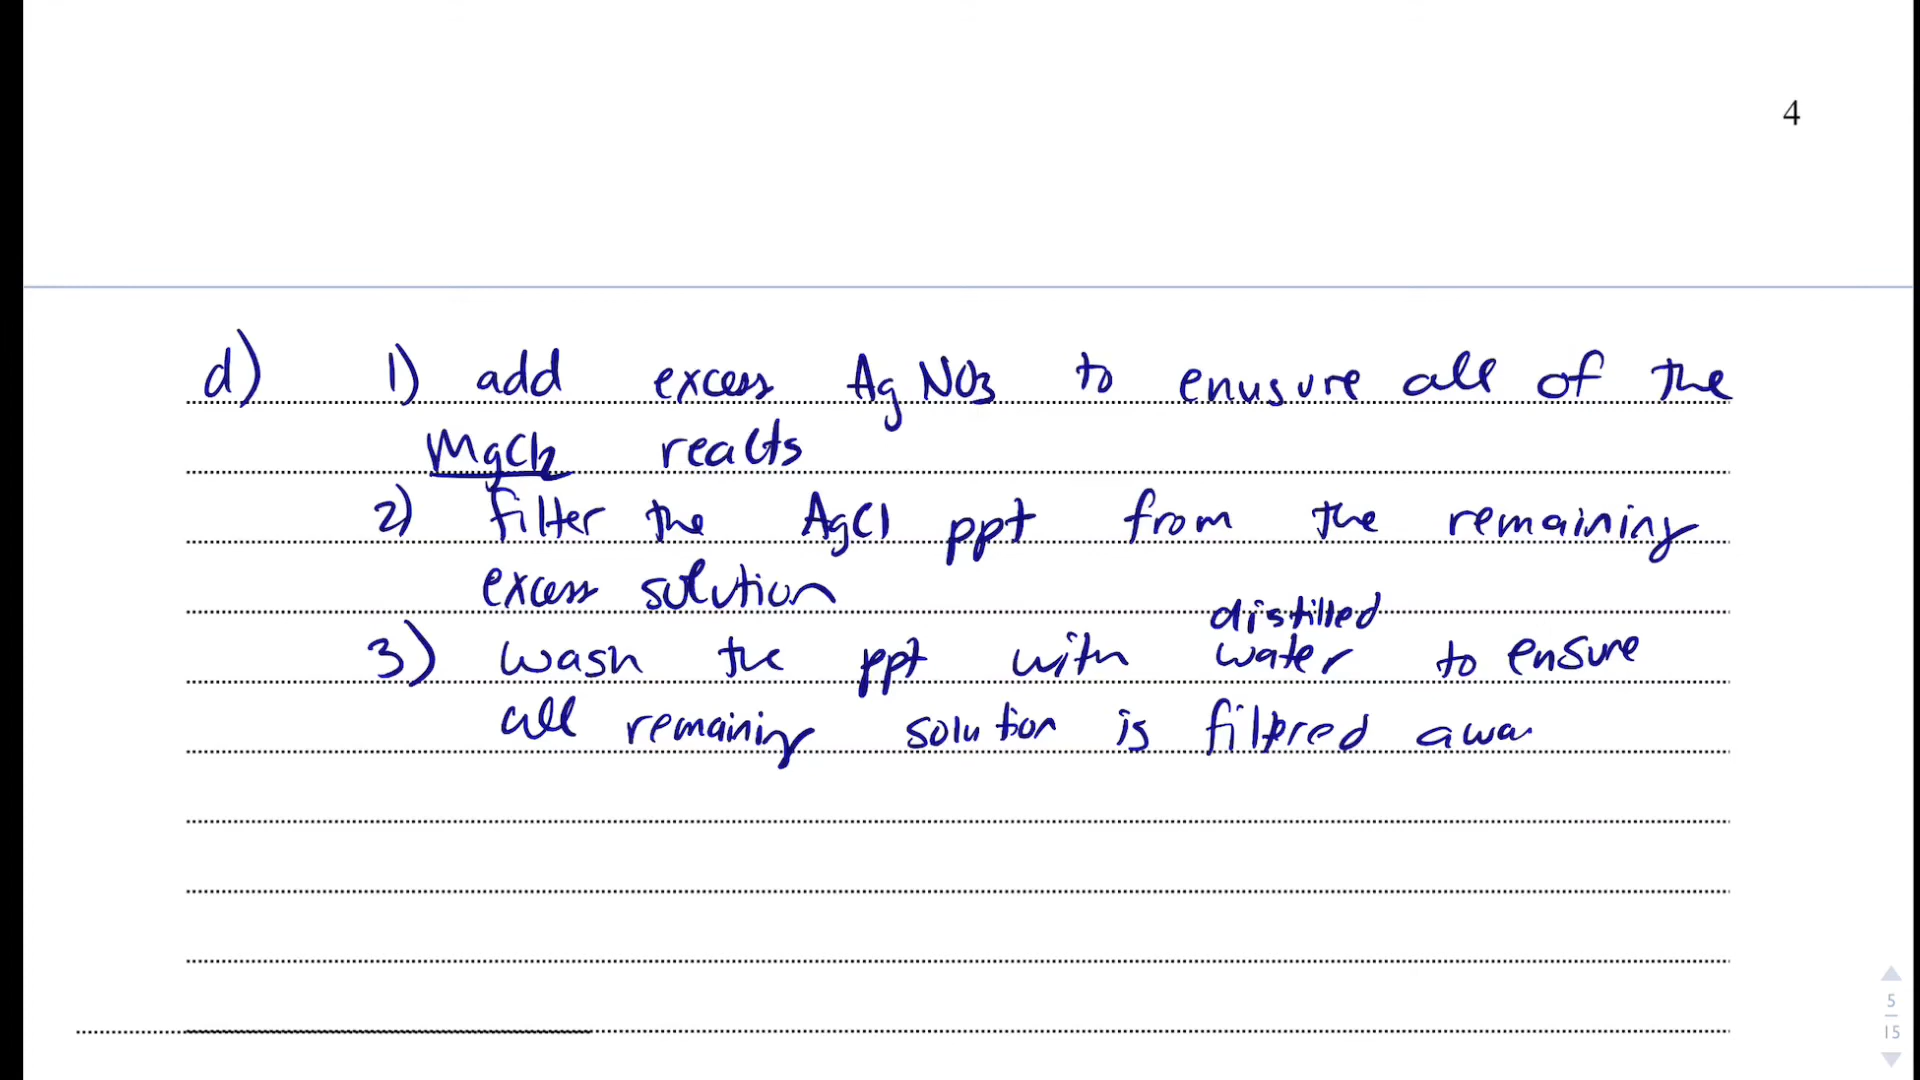 4
d) 1) add excess AgNO3 to enusure all of the
MgCl2 reacts
2) filter the AgCl ppt from the remaining
excess solution
distilled
3) wash the ppt with water to ensure
all remaining solution is filtered awa
5
15